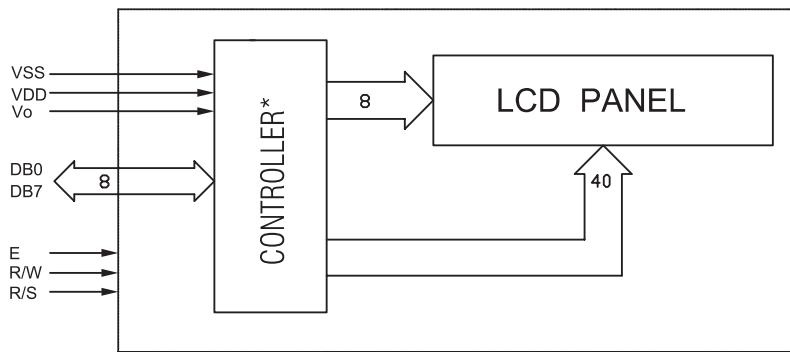 VSS
VDD
Vo
DB0
DB7
8
E
R/W
R/S
CONTROLLER*
8
LCD PANEL
40